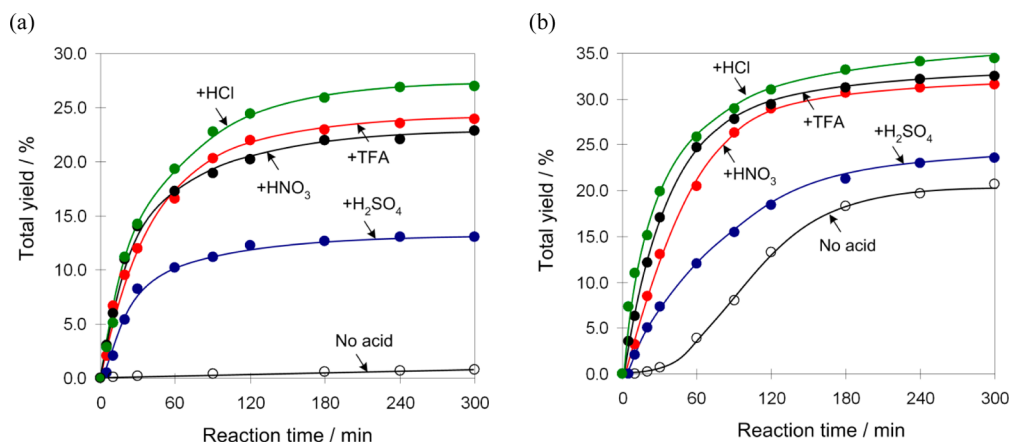 (a)
30.0
25.0
20.0
15.0
10.0
5.0
0.0
Total yield / %
+HCl
+TFA
+HNO₃
+H₂SO₄
No acid
0 60 120 180 240 300
Reaction time / min
(b)
35.0
30.0
25.0
20.0
15.0
10.0
5.0
0.0
Total yield / %
+HCl
+TFA
+H₂SO₄
+HNO₃
No acid
0 60 120 180 240 300
Reaction time / min